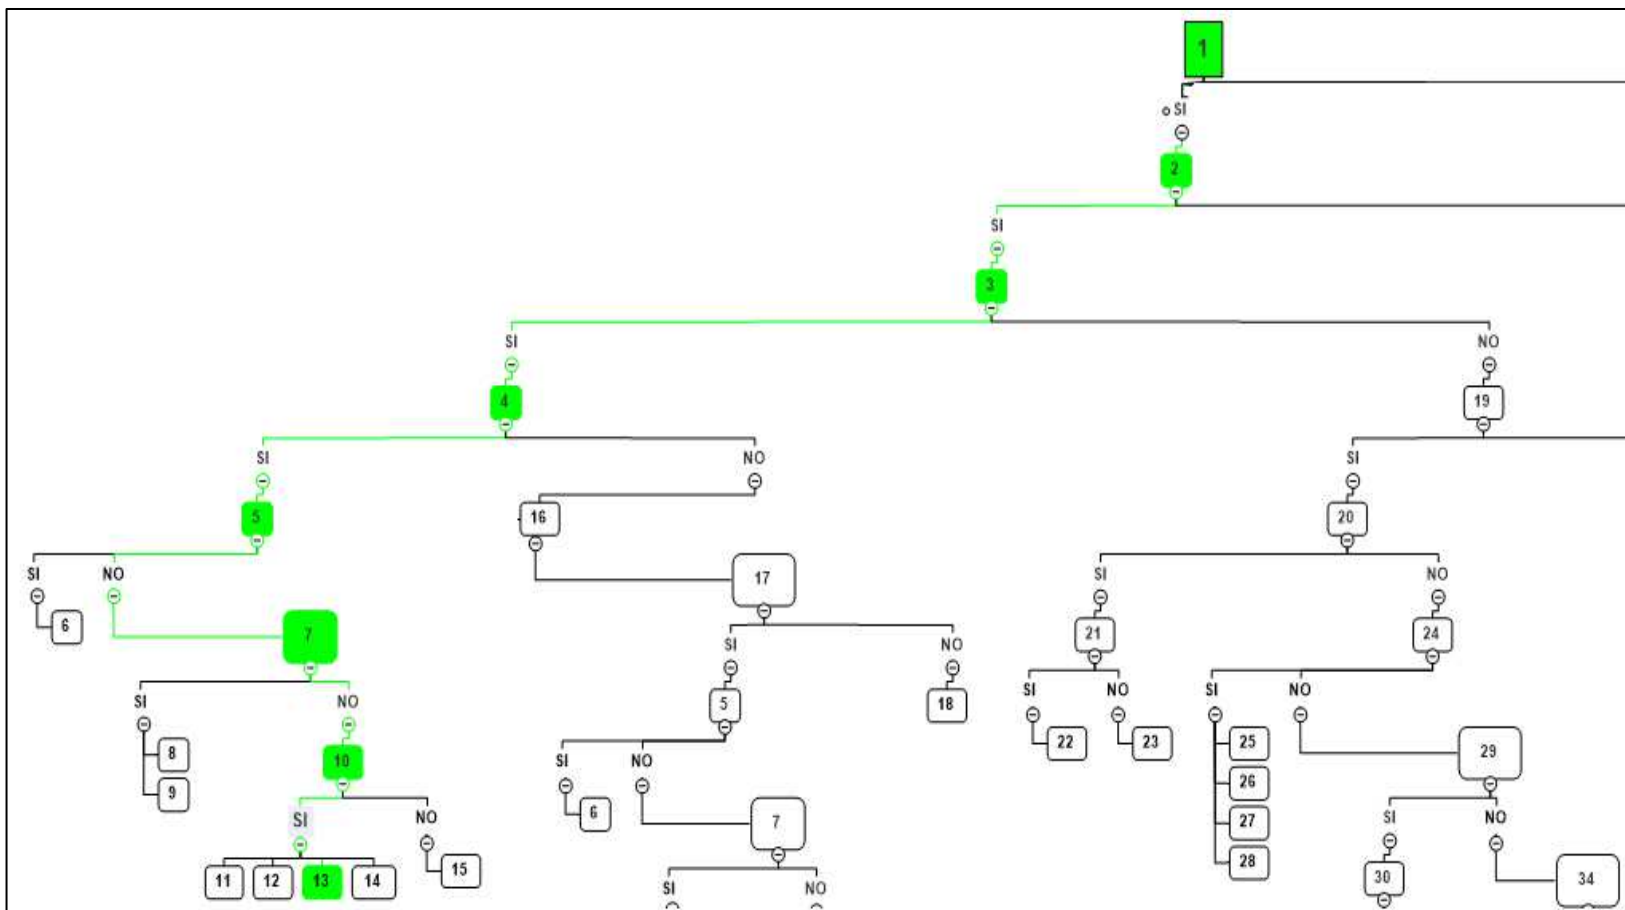 1
SI
2
SI
3
SI NO
4 19
SI NO SI
5 16 20
SI NO 17 SI NO
6 7 SI NO 21 24
SI NO 5 18 SI NO SI NO
8 10 SI NO 22 23 25 29
9 SI NO 6 7 26 SI NO
11 12 13 14 15 SI NO 27 30 34
28